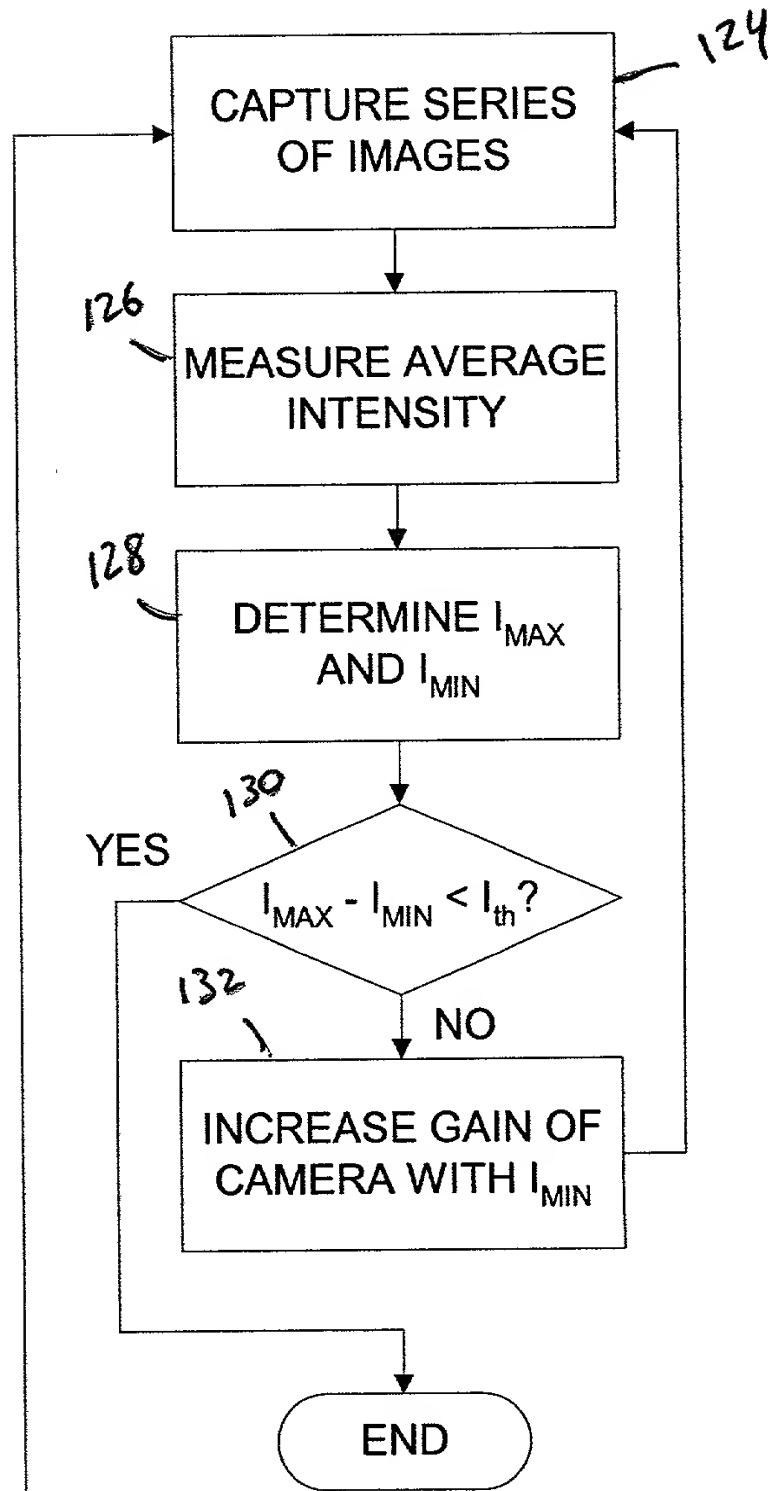 124
CAPTURE SERIES
OF IMAGES
126
MEASURE AVERAGE
INTENSITY
128
DETERMINE I_MAX
AND I_MIN
130
YES
I_MAX - I_MIN < I_th?
132
NO
INCREASE GAIN OF
CAMERA WITH I_MIN
END